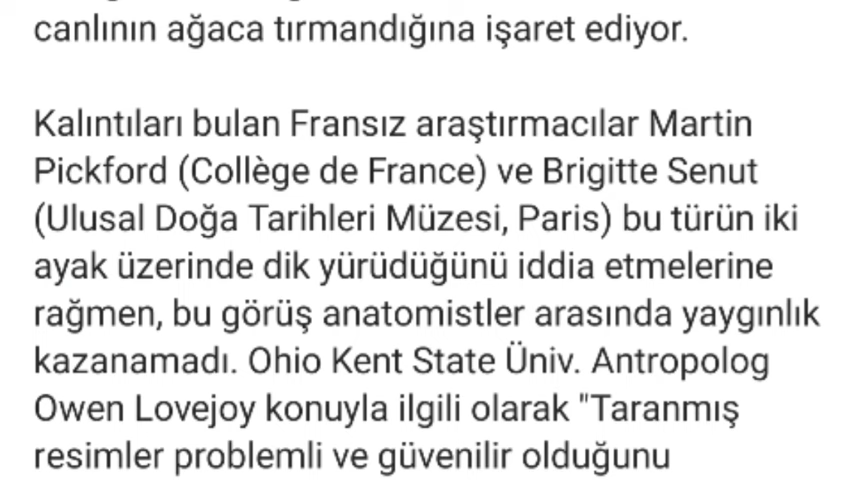 canlının ağaca tırmandığına işaret ediyor.
Kalıntıları bulan Fransız araştırmacılar Martin
Pickford (Collège de France) ve Brigitte Senut
(Ulusal Doğa Tarihleri Müzesi, Paris) bu türün iki
ayak üzerinde dik yürüdüğünü iddia etmelerine
rağmen, bu görüş anatomistler arasında yaygınlık
kazanamadı. Ohio Kent State Üniv. Antropolog
Owen Lovejoy konuyla ilgili olarak "Taranmış
resimler problemli ve güvenilir olduğunu